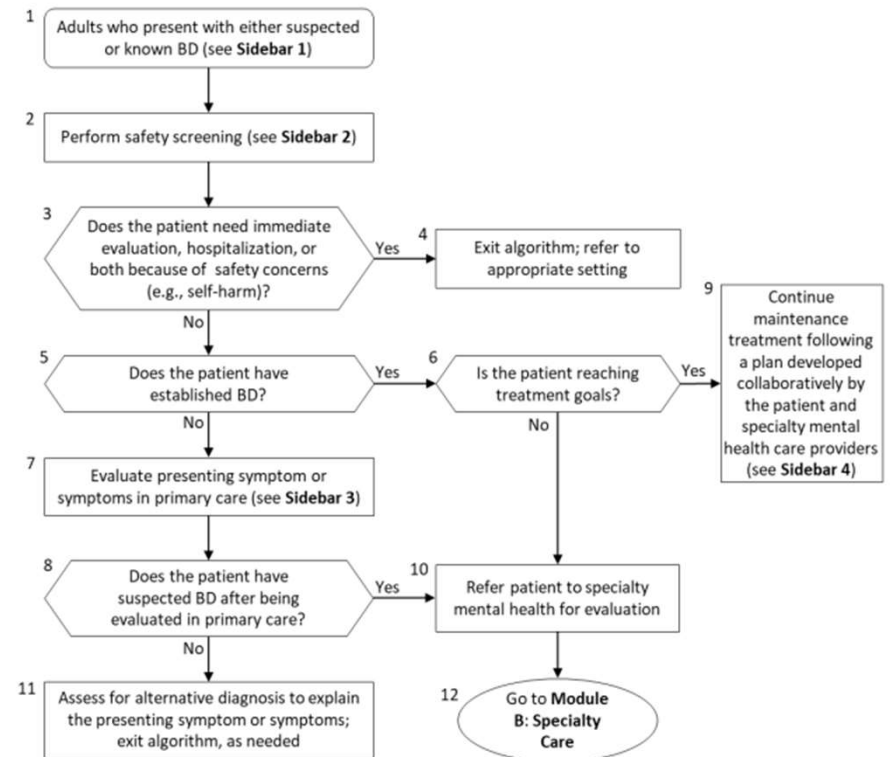 1
Adults who present with either suspected
or known BD (see Sidebar 1)
2
Perform safety screening (see Sidebar 2)
3
Does the patient need immediate
evaluation, hospitalization, or
both because of safety concerns
(e.g., self-harm)?
Yes
4
Exit algorithm; refer to
appropriate setting
No
5
Does the patient have
established BD?
Yes
6
Is the patient reaching
treatment goals?
Yes
9
Continue
maintenance
treatment following
a plan developed
collaboratively by
the patient and
specialty mental
health care providers
(see Sidebar 4)
No
No
7
Evaluate presenting symptom or
symptoms in primary care (see Sidebar 3)
8
Does the patient have
suspected BD after being
evaluated in primary care?
Yes
10
Refer patient to specialty
mental health for evaluation
No
11
Assess for alternative diagnosis to explain
the presenting symptom or symptoms;
exit algorithm, as needed
12
Go to Module
B: Specialty
Care